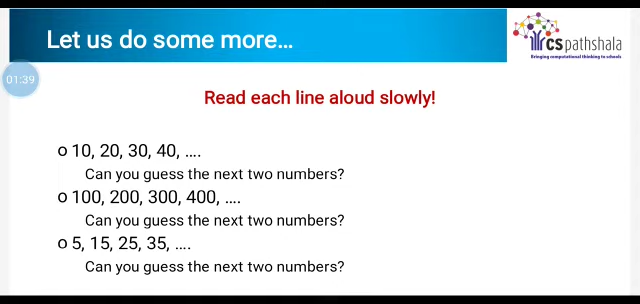 Let us do some more...
CSpathshala
Bringing computational thinking to schools
01:39
Read each line aloud slowly!
o 10, 20, 30, 40, ....
Can you guess the next two numbers?
o 100, 200, 300, 400, ....
Can you guess the next two numbers?
o 5, 15, 25, 35, ....
Can you guess the next two numbers?